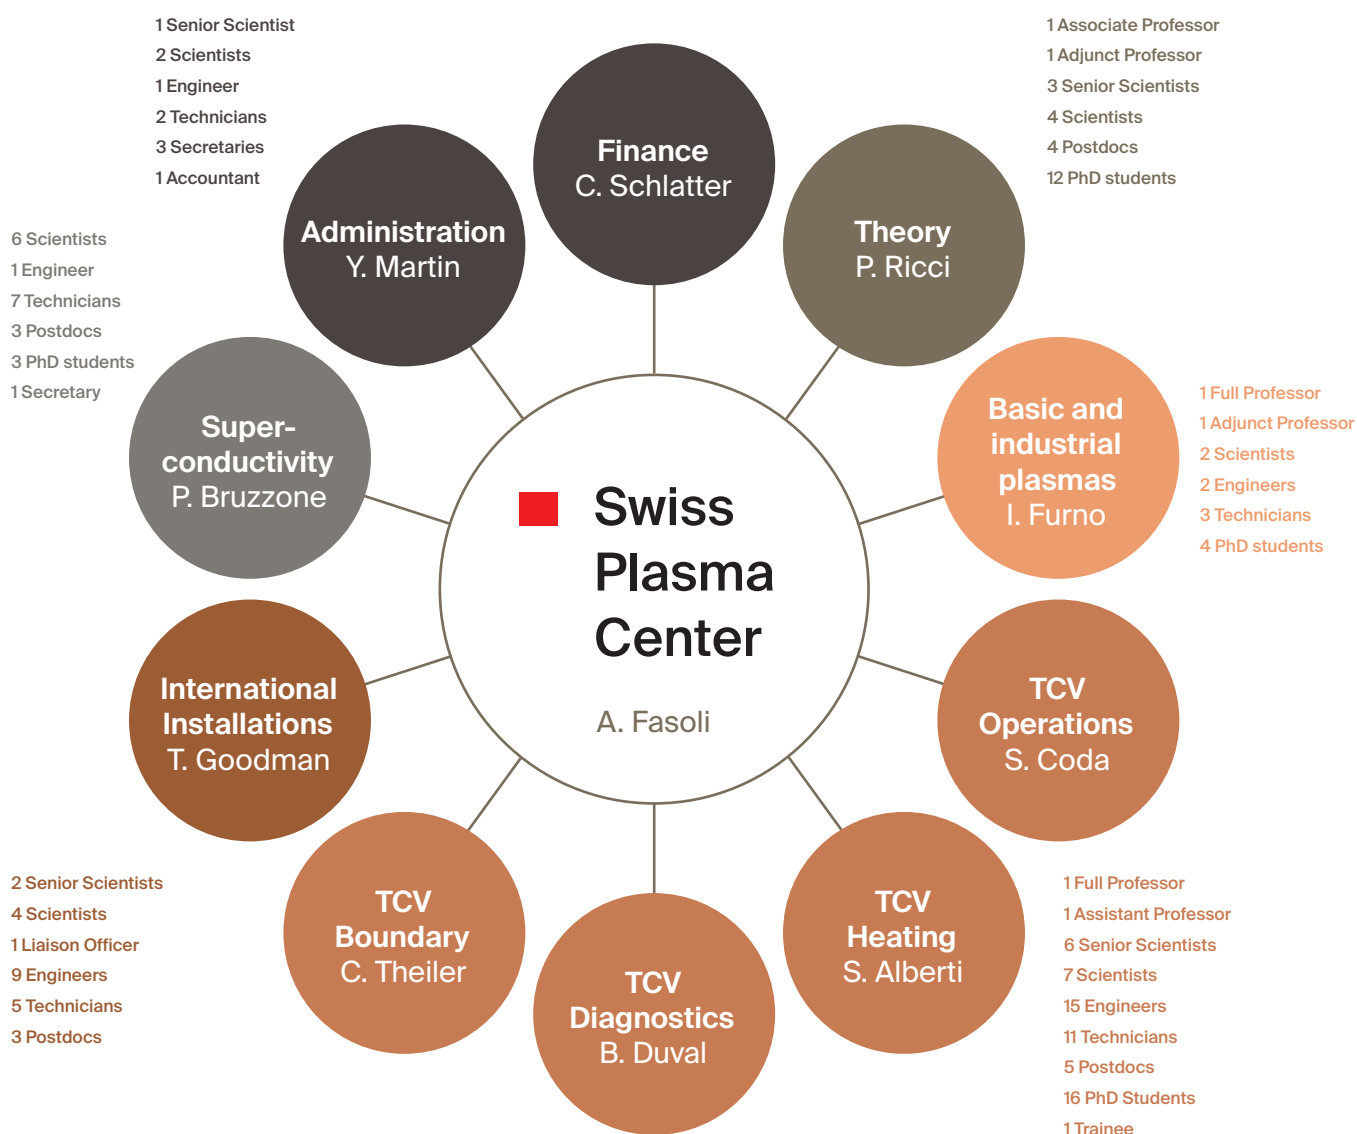 1 Senior Scientist
2 Scientists
1 Engineer
2 Technicians
3 Secretaries
1 Accountant
Finance
C. Schlatter
1 Associate Professor
1 Adjunct Professor
3 Senior Scientists
4 Scientists
4 Postdocs
12 PhD students
Administration
Y. Martin
Theory
P. Ricci
6 Scientists
1 Engineer
7 Technicians
3 Postdocs
3 PhD students
1 Secretary
Super-
conductivity
P. Bruzzone
Basic and
industrial
plasmas
I. Furno
1 Full Professor
1 Adjunct Professor
2 Scientists
2 Engineers
3 Technicians
4 PhD students
Swiss
Plasma
Center
A. Fasoli
International
Installations
T. Goodman
TCV
Operations
S. Coda
2 Senior Scientists
4 Scientists
1 Liaison Officer
9 Engineers
5 Technicians
3 Postdocs
TCV
Boundary
C. Theiler
TCV
Diagnostics
B. Duval
TCV
Heating
S. Alberti
1 Full Professor
1 Assistant Professor
6 Senior Scientists
7 Scientists
15 Engineers
11 Technicians
5 Postdocs
16 PhD Students
1 Trainee